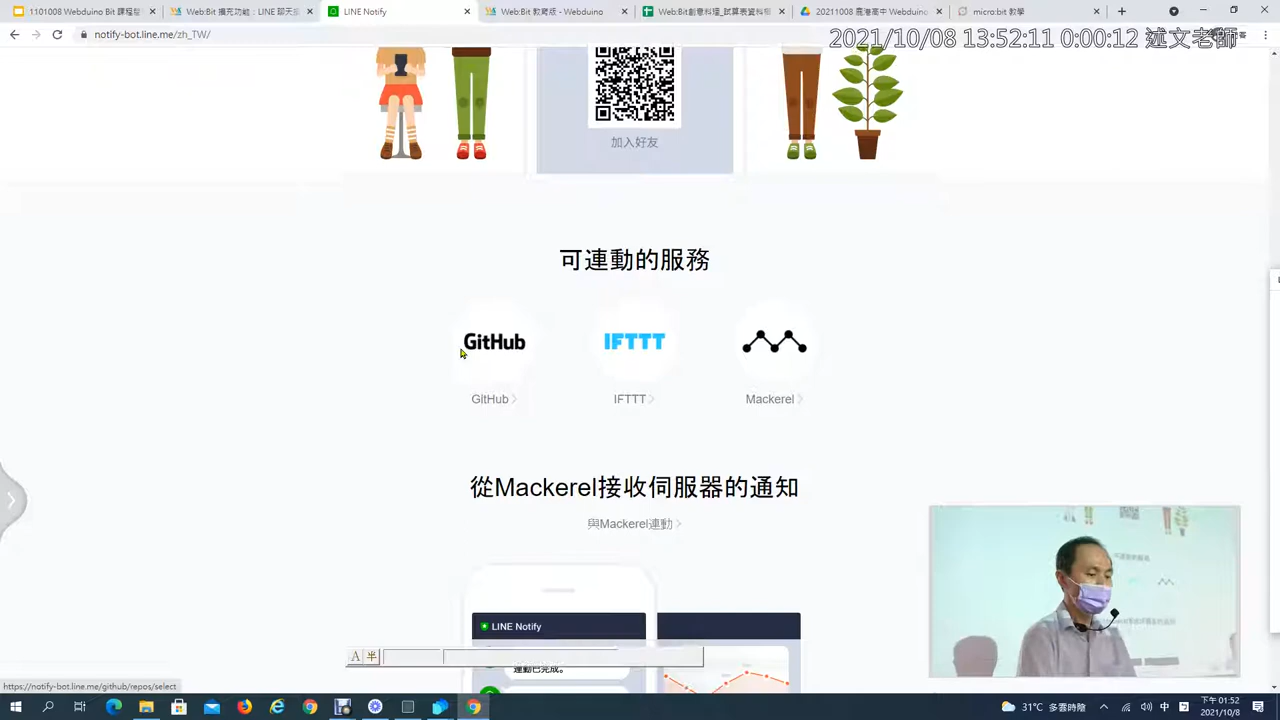 1101008 Webduino Bit 課程
Web:Bit 擴充功能：LINE 聊天
LINE Notify
Web:Bit 教育版 - Webduino
Web:Bit創意料理_試算表資料
20211008 鹿港高中 Webduino
micro:bit 教學
notify-bot.line.me/zh_TW/
2021/10/08 13:52:11 0:00:12 述文老師
加入好友
可連動的服務
GitHub IFTTT
GitHub IFTTT Mackerel
從Mackerel接收伺服器的通知
與Mackerel連動
LINE Notify
A 半
連動已完成。
https://notify-bot.line.me/github/repos/select
31°C 多雲時晴
中
下午 01:52
2021/10/8